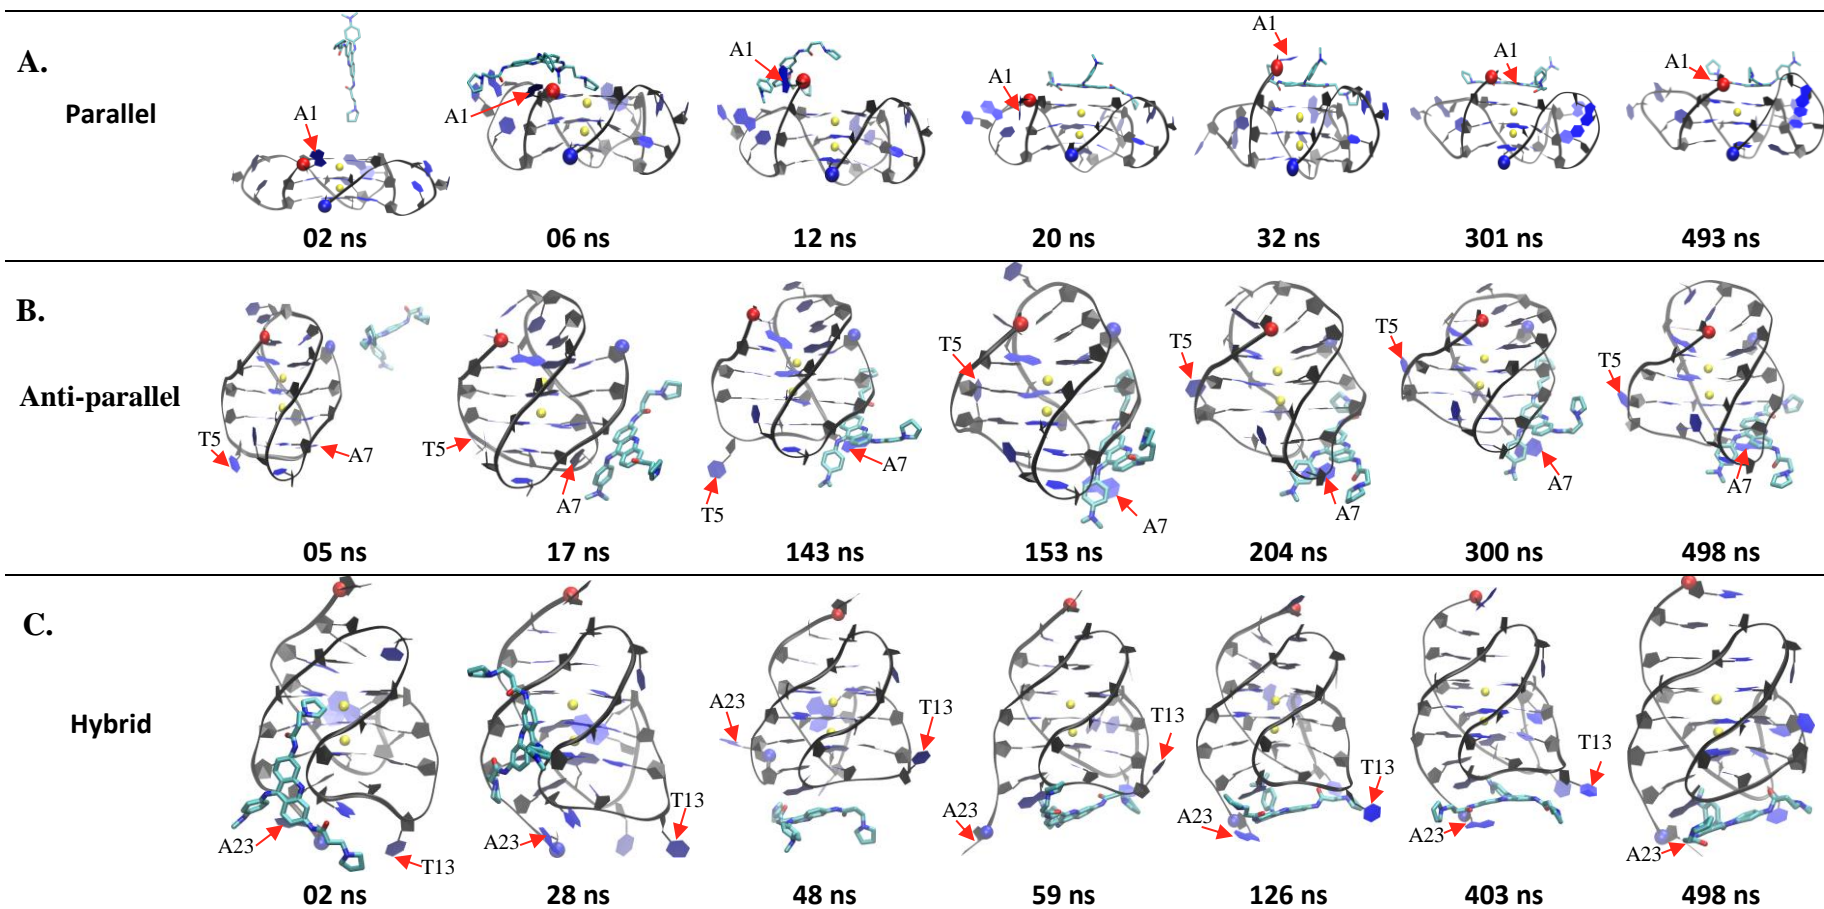 A.
Parallel
A1
A1
A1
A1
A1
A1
A1
02 ns 06 ns 12 ns 20 ns 32 ns 301 ns 493 ns
B.
Anti-parallel
T5 A7
T5 A7
T5 A7
T5 A7
T5 A7
T5 A7
T5 A7
05 ns 17 ns 143 ns 153 ns 204 ns 300 ns 498 ns
C.
Hybrid
A23 T13
A23 T13
A23 T13
A23 T13
A23 T13
A23 T13
A23
02 ns 28 ns 48 ns 59 ns 126 ns 403 ns 498 ns